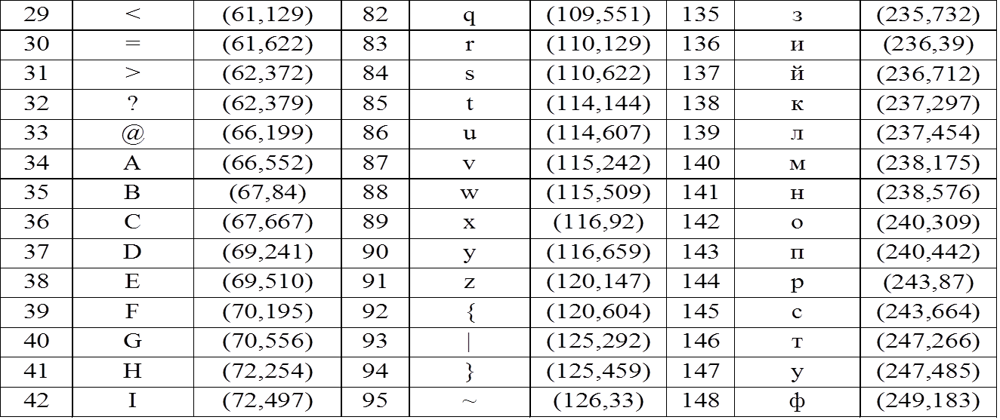 29 < (61,129) 82 q (109,551) 135 з (235,732)
30 = (61,622) 83 r (110,129) 136 и (236,39)
31 > (62,372) 84 s (110,622) 137 й (236,712)
32 ? (62,379) 85 t (114,144) 138 к (237,297)
33 @ (66,199) 86 u (114,607) 139 л (237,454)
34 A (66,552) 87 v (115,242) 140 м (238,175)
35 B (67,84) 88 w (115,509) 141 н (238,576)
36 C (67,667) 89 x (116,92) 142 о (240,309)
37 D (69,241) 90 y (116,659) 143 п (240,442)
38 E (69,510) 91 z (120,147) 144 р (243,87)
39 F (70,195) 92 { (120,604) 145 с (243,664)
40 G (70,556) 93 | (125,292) 146 т (247,266)
41 H (72,254) 94 } (125,459) 147 у (247,485)
42 I (72,497) 95 ~ (126,33) 148 ф (249,183)